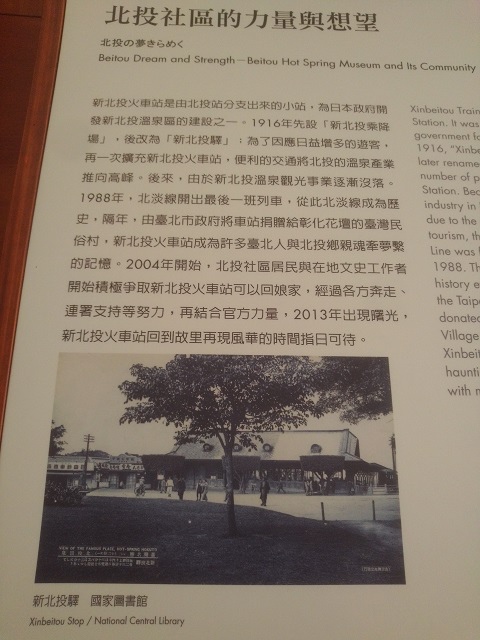 北投社區的力量與想望
北投の夢きらめく
Beitou Dream and Strength－Beitou Hot Spring Museum and Its Community
新北投火車站是由北投站分支出來的小站，為日本政府開
發新北投溫泉區的建設之一。1916年先設「新北投乘降
場」，後改為「新北投驛」；為了因應日益增多的遊客，
再一次擴充新北投火車站，便利的交通將北投的溫泉產業
推向高峰。後來，由於新北投溫泉觀光事業逐漸沒落。
1988年，北淡線開出最後一班列車，從此北淡線成為歷
史，隔年，由臺北市政府將車站捐贈給彰化花壇的臺灣民
俗村，新北投火車站成為許多臺北人與北投鄉親魂牽夢繫
的記憶。2004年開始，北投社區居民與在地文史工作者
開始積極爭取新北投火車站可以回娘家，經過各方奔走、
連署支持等努力，再結合官方力量，2013年出現曙光，
新北投火車站回到故里再現風華的時間指日可待。
Xinbeitou Train
Station. It was
government fo
1916, "Xinbe
later rename
number of p
Station. Bec
industry in
due to the
tourism, th
Line was
1988. Th
history e
the Taip
donated
Village
Xinbeit
haunti
with n
VIEW OF THE FAMOUS PLACE, HOT-SPRING HOKUTO
新北投驛　國家圖書館
Xinbeitou Stop / National Central Library